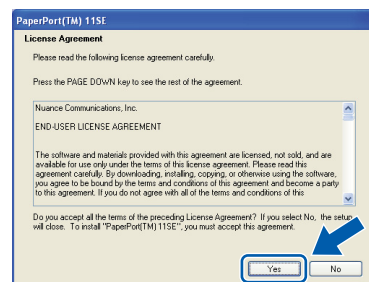 PaperPort(TM) 11SE
License Agreement
Please read the following license agreement carefully.
Press the PAGE DOWN key to see the rest of the agreement.
Nuance Communications, Inc.
END-USER LICENSE AGREEMENT
The software and materials provided with this agreement are licensed, not sold, and are
available for use only under the terms of this license agreement. Please read this
agreement carefully. By downloading, installing, copying, or otherwise using the software,
you agree to be bound by the terms and conditions of this agreement and become a party
to this agreement. If you do not agree with all of the terms and conditions of this
Do you accept all the terms of the preceding License Agreement? If you select No, the setup
will close. To install "PaperPort(TM) 11SE", you must accept this agreement.
Yes No